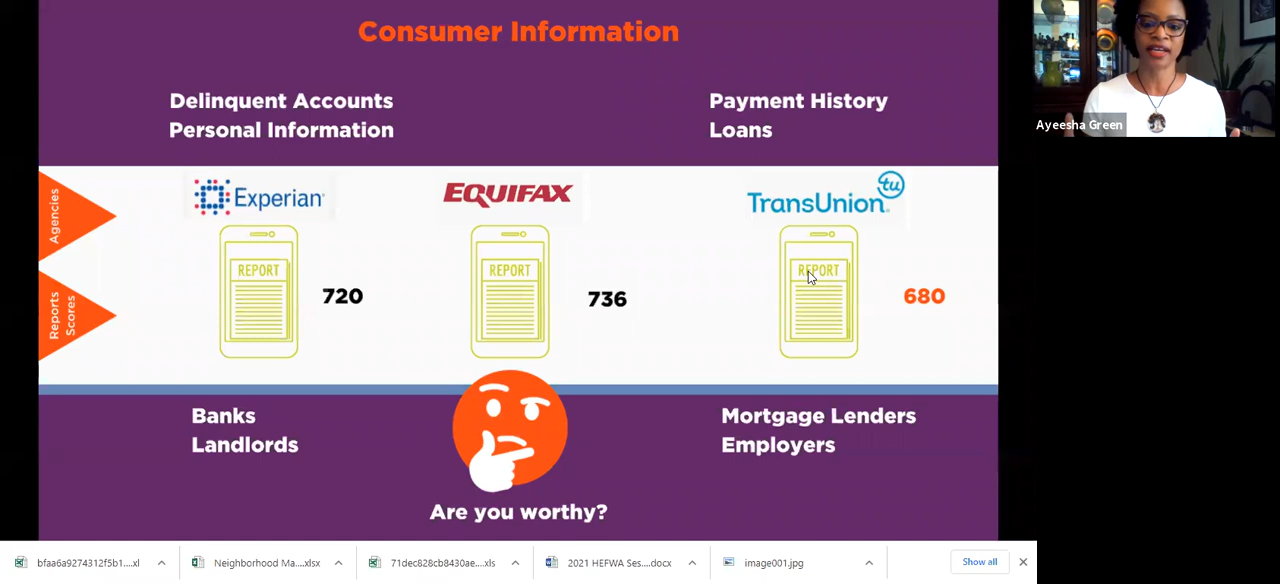 Consumer Information
Delinquent Accounts
Personal Information
Payment History
Loans
Ayeesha Green
Agencies
Experian
EQUIFAX
TransUnion
tu
Reports
Scores
REPORT
720
REPORT
736
REPORT
680
Banks
Landlords
Mortgage Lenders
Employers
Are you worthy?
bfaa6a9274312f5b1....xl
Neighborhood Ma....xlsx
71dec828cb8430ae....xls
2021 HEFWA Ses....docx
image001.jpg
Show all